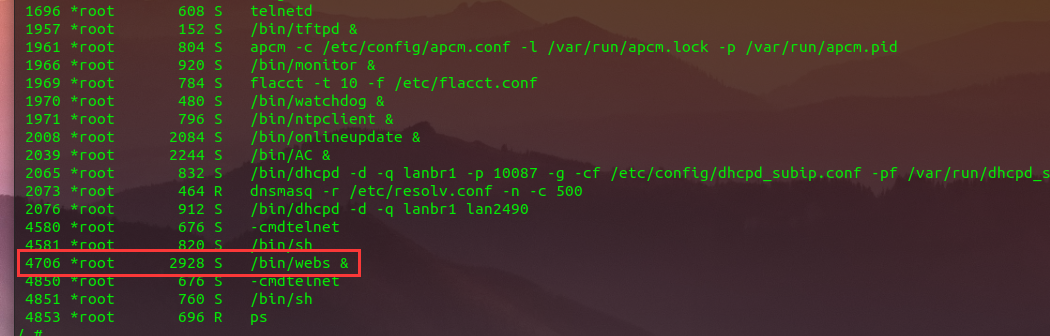 1696 *root 608 S telnetd
1957 *root 152 S /bin/tftpd &
1961 *root 804 S apcm -c /etc/config/apcm.conf -l /var/run/apcm.lock -p /var/run/apcm.pid
1966 *root 920 S /bin/monitor &
1969 *root 784 S flacct -t 10 -f /etc/flacct.conf
1970 *root 480 S /bin/watchdog &
1971 *root 796 S /bin/ntpclient &
2008 *root 2084 S /bin/onlineupdate &
2039 *root 2244 S /bin/AC &
2065 *root 832 S /bin/dhcpd -d -q lanbr1 -p 10087 -g -cf /etc/config/dhcpd_subip.conf -pf /var/run/dhcpd_s
2073 *root 464 R dnsmasq -r /etc/resolv.conf -n -c 500
2076 *root 912 S /bin/dhcpd -d -q lanbr1 lan2490
4580 *root 676 S -cmdtelnet
4581 *root 820 S /bin/sh
4706 *root 2928 S /bin/webs &
4850 *root 676 S -cmdtelnet
4851 *root 760 S /bin/sh
4853 *root 696 R ps
/ #